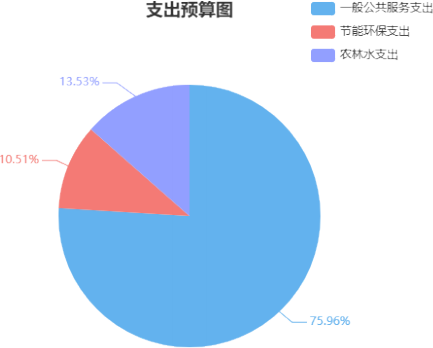 支出预算图
一般公共服务支出
节能环保支出
农林水支出
13.53%
10.51%
75.96%